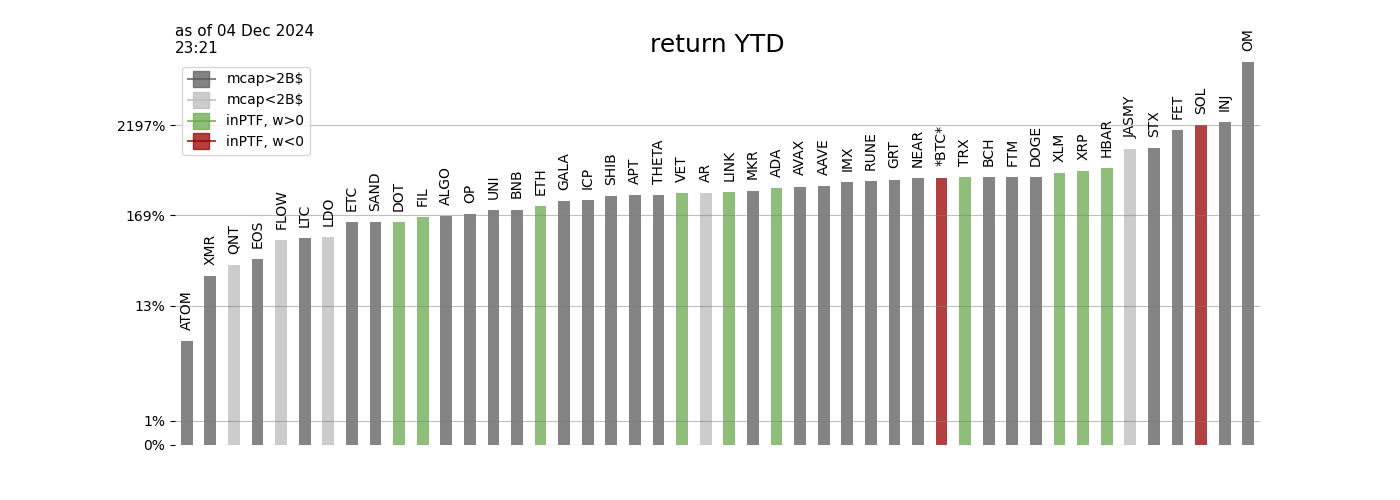 as of 04 Dec 2024
23:21
return YTD
mcap>2B$
mcap<2B$
inPTF, w>0
inPTF, w<0
2197%
169%
13%
1%
0%
ATOM
XMR
QNT
EOS
FLOW
LTC
LDO
ETC
SAND
DOT
FIL
ALGO
OP
UNI
BNB
ETH
GALA
ICP
SHIB
APT
THETA
VET
AR
LINK
MKR
ADA
AVAX
AAVE
IMX
RUNE
GRT
NEAR
*BTC*
TRX
BCH
FTM
DOGE
XLM
XRP
HBAR
JASMY
STX
FET
SOL
INJ
OM